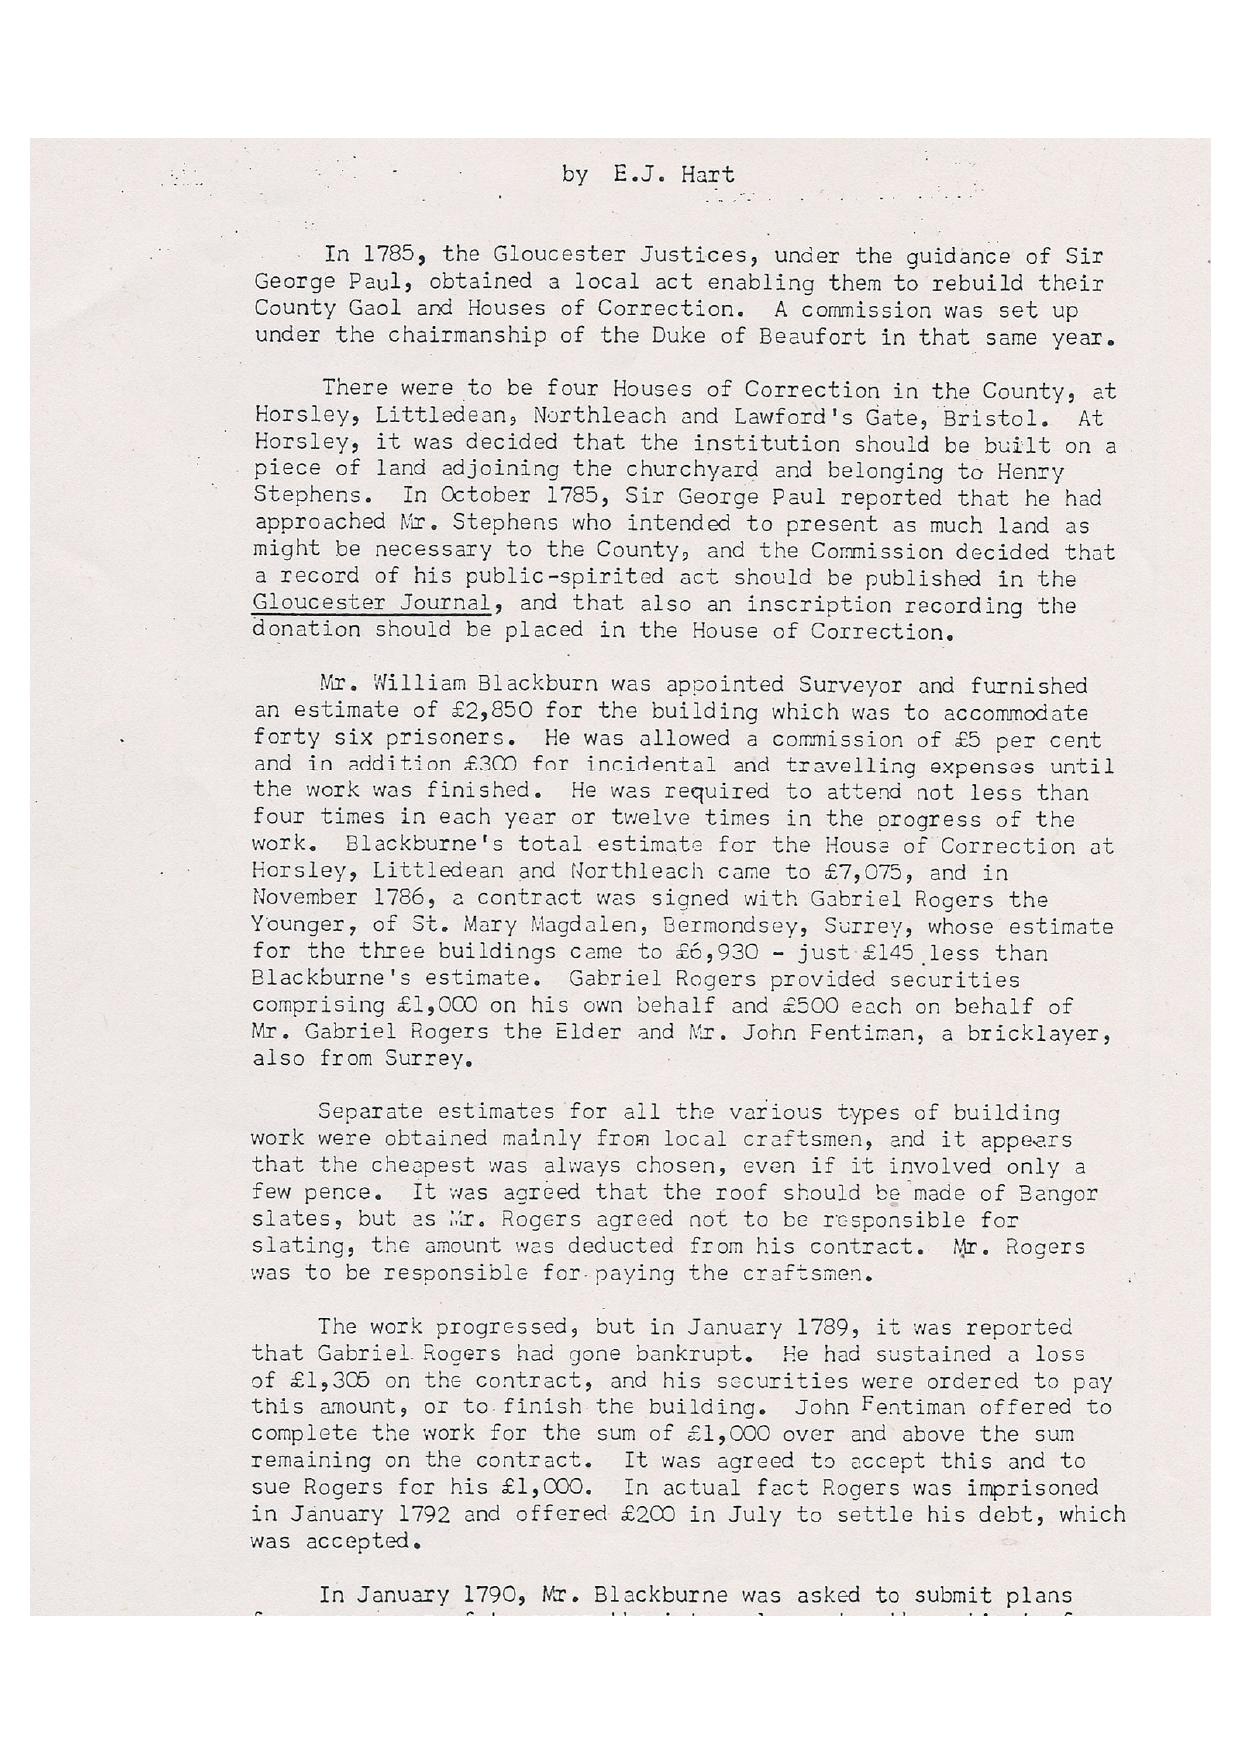 by E.J. Hart
In 1785, the Gloucester Justices, under the guidance of Sir
George Paul, obtained a local act enabling them to rebuild their
County Gaol and Houses of Correction. A commission was set up
under the chairmanship of the Duke of Beaufort in that same year.
There were to be four Houses of Correction in the County, at
Horsley, Littledean, Northleach and Lawford's Gate, Bristol. At
Horsley, it was decided that the institution should be built on a
piece of land adjoining the churchyard and belonging to Henry
Stephens. In October 1785, Sir George Paul reported that he had
approached Mr. Stephens who intended to present as much land as
might be necessary to the County, and the Commission decided that
a record of his public-spirited act should be published in the
Gloucester Journal, and that also an inscription recording the
donation should be placed in the House of Correction.
Mr. William Blackburn was appointed Surveyor and furnished
an estimate of £2,850 for the building which was to accommodate
forty six prisoners. He was allowed a commission of £5 per cent
and in addition £300 for incidental and travelling expenses until
the work was finished. He was required to attend not less than
four times in each year or twelve times in the progress of the
work. Blackburne's total estimate for the House of Correction at
Horsley, Littledean and Northleach came to £7,075, and in
November 1786, a contract was signed with Gabriel Rogers the
Younger, of St. Mary Magdalen, Bermondsey, Surrey, whose estimate
for the three buildings came to £6,930 - just £145 less than
Blackburne's estimate. Gabriel Rogers provided securities
comprising £1,000 on his own behalf and £500 each on behalf of
Mr. Gabriel Rogers the Elder and Mr. John Fentiman, a bricklayer,
also from Surrey.
Separate estimates for all the various types of building
work were obtained mainly from local craftsmen, and it appears
that the cheapest was always chosen, even if it involved only a
few pence. It was agreed that the roof should be made of Bangor
slates, but as Mr. Rogers agreed not to be responsible for
slating, the amount was deducted from his contract. Mr. Rogers
was to be responsible for paying the craftsmen.
The work progressed, but in January 1789, it was reported
that Gabriel Rogers had gone bankrupt. He had sustained a loss
of £1,305 on the contract, and his securities were ordered to pay
this amount, or to finish the building. John Fentiman offered to
complete the work for the sum of £1,000 over and above the sum
remaining on the contract. It was agreed to accept this and to
sue Rogers for his £1,000. In actual fact Rogers was imprisoned
in January 1792 and offered £200 in July to settle his debt, which
was accepted.
In January 1790, Mr. Blackburne was asked to submit plans